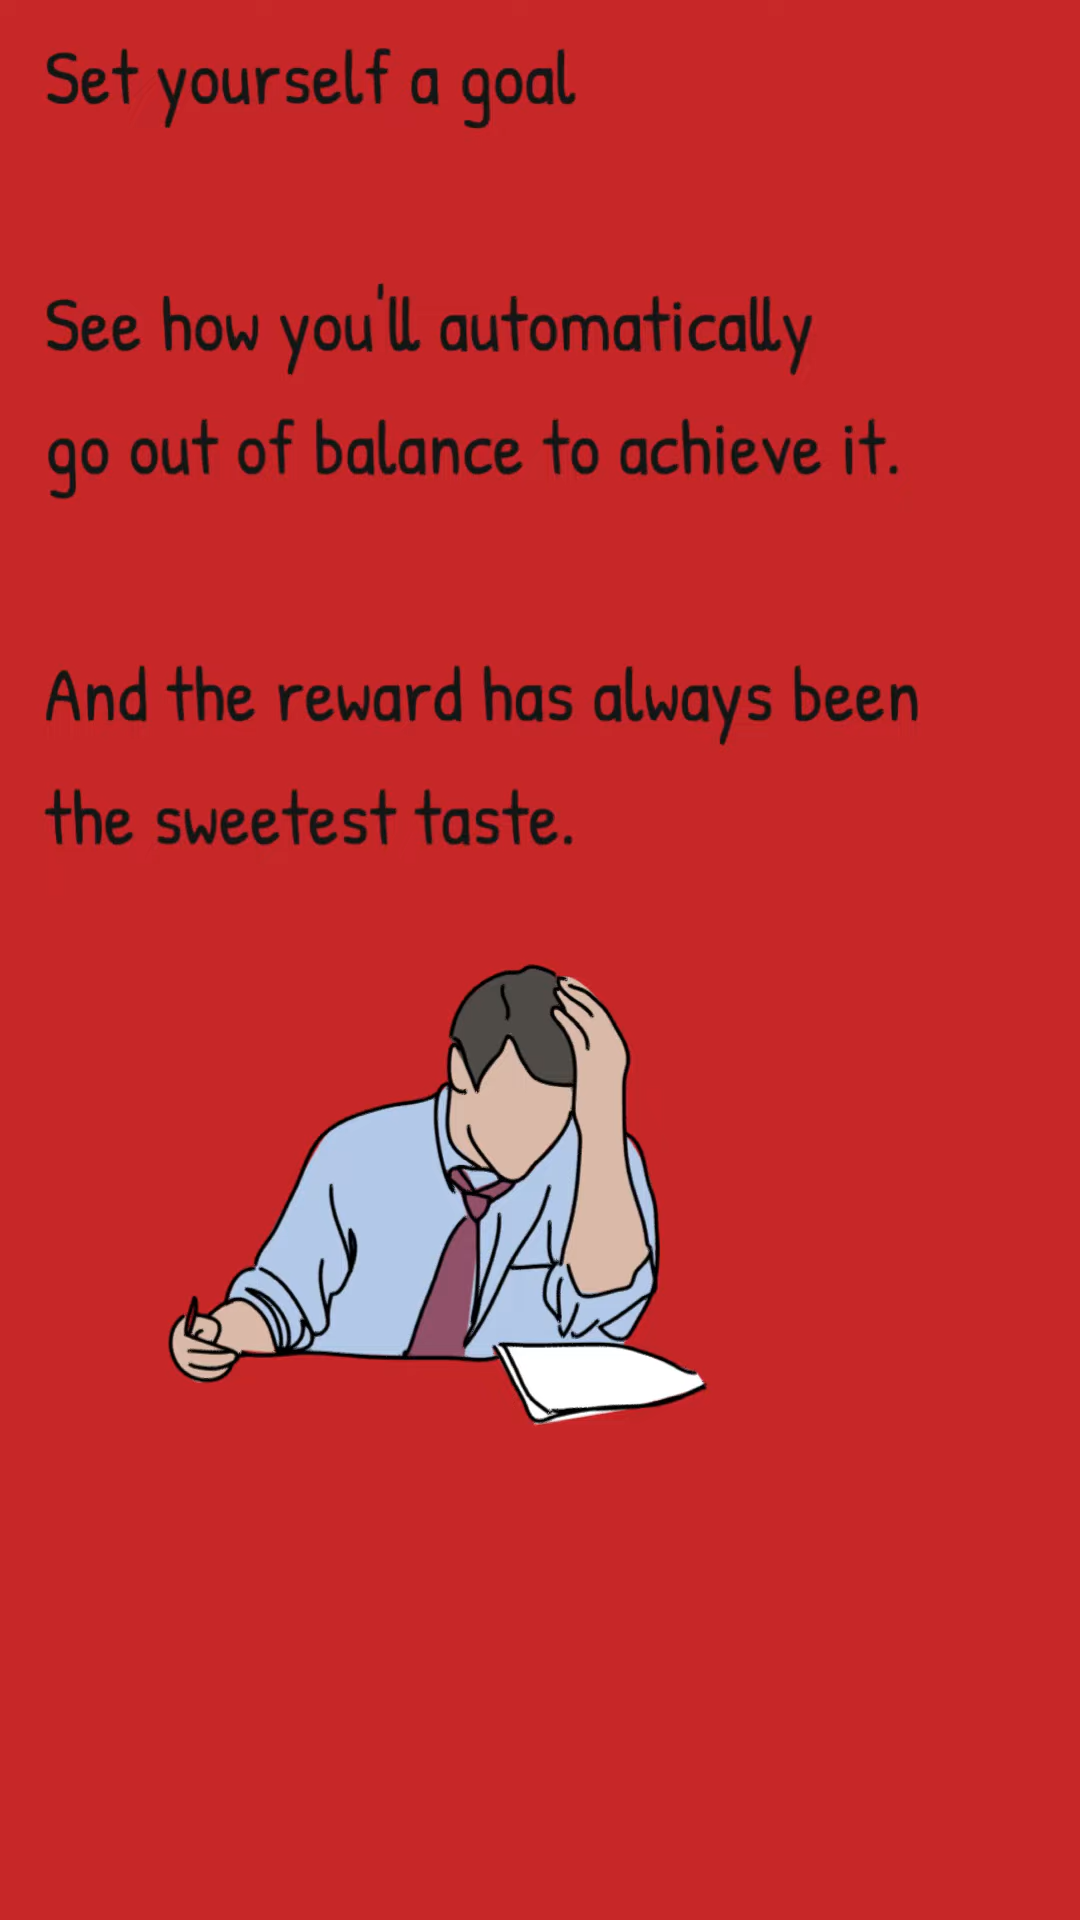 Set yourself a goal
See how you'll automatically
go out of balance to achieve it.
And the reward has always been
the sweetest taste.